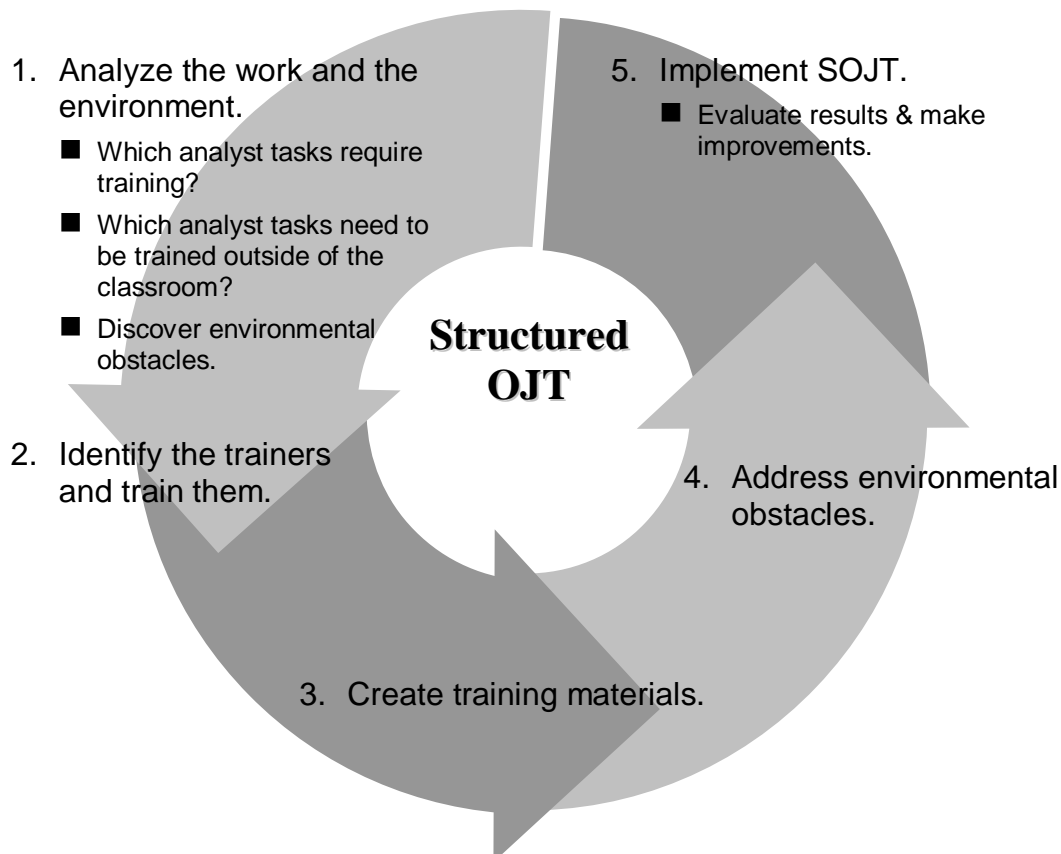 1. Analyze the work and the
environment.
■ Which analyst tasks require
training?
■ Which analyst tasks need to
be trained outside of the
classroom?
■ Discover environmental
obstacles.
2. Identify the trainers
and train them.
3. Create training materials.
4. Address environmental
obstacles.
5. Implement SOJT.
■ Evaluate results & make
improvements.
Structured
OJT